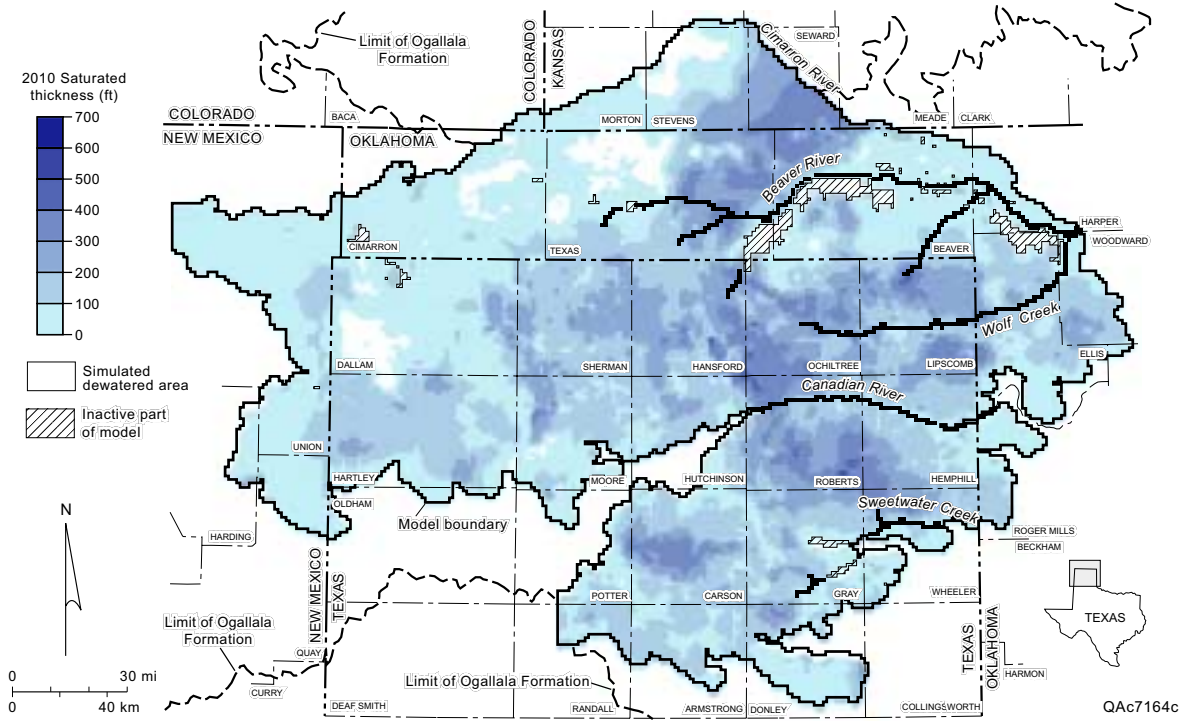 2010 Saturated
thickness (ft)
700
600
500
400
300
200
100
0
Simulated
dewatered area
Inactive part
of model
Limit of Ogallala
Formation
COLORADO
KANSAS
SEWARD
Cimarron River
COLORADO
NEW MEXICO
BACA
OKLAHOMA
MORTON
STEVENS
MEADE
CLARK
Beaver River
HARPER
WOODWARD
CIMARRON
TEXAS
BEAVER
Wolf Creek
ELLIS
DALLAM
SHERMAN
HANSFORD
OCHILTREE
LIPSCOMB
Canadian River
UNION
HARTLEY
MOORE
HUTCHINSON
ROBERTS
HEMPHILL
OLDHAM
Model boundary
Sweetwater Creek
N
HARDING
ROGER MILLS
BECKHAM
NEW MEXICO
TEXAS
POTTER
CARSON
GRAY
WHEELER
TEXAS
Limit of Ogallala
Formation
QUAY
TEXAS
OKLAHOMA
HARMON
CURRY
Limit of Ogallala Formation
0 30 mi
0 40 km
DEAF SMITH
RANDALL
ARMSTRONG
DONLEY
COLLINGSWORTH
QAc7164c